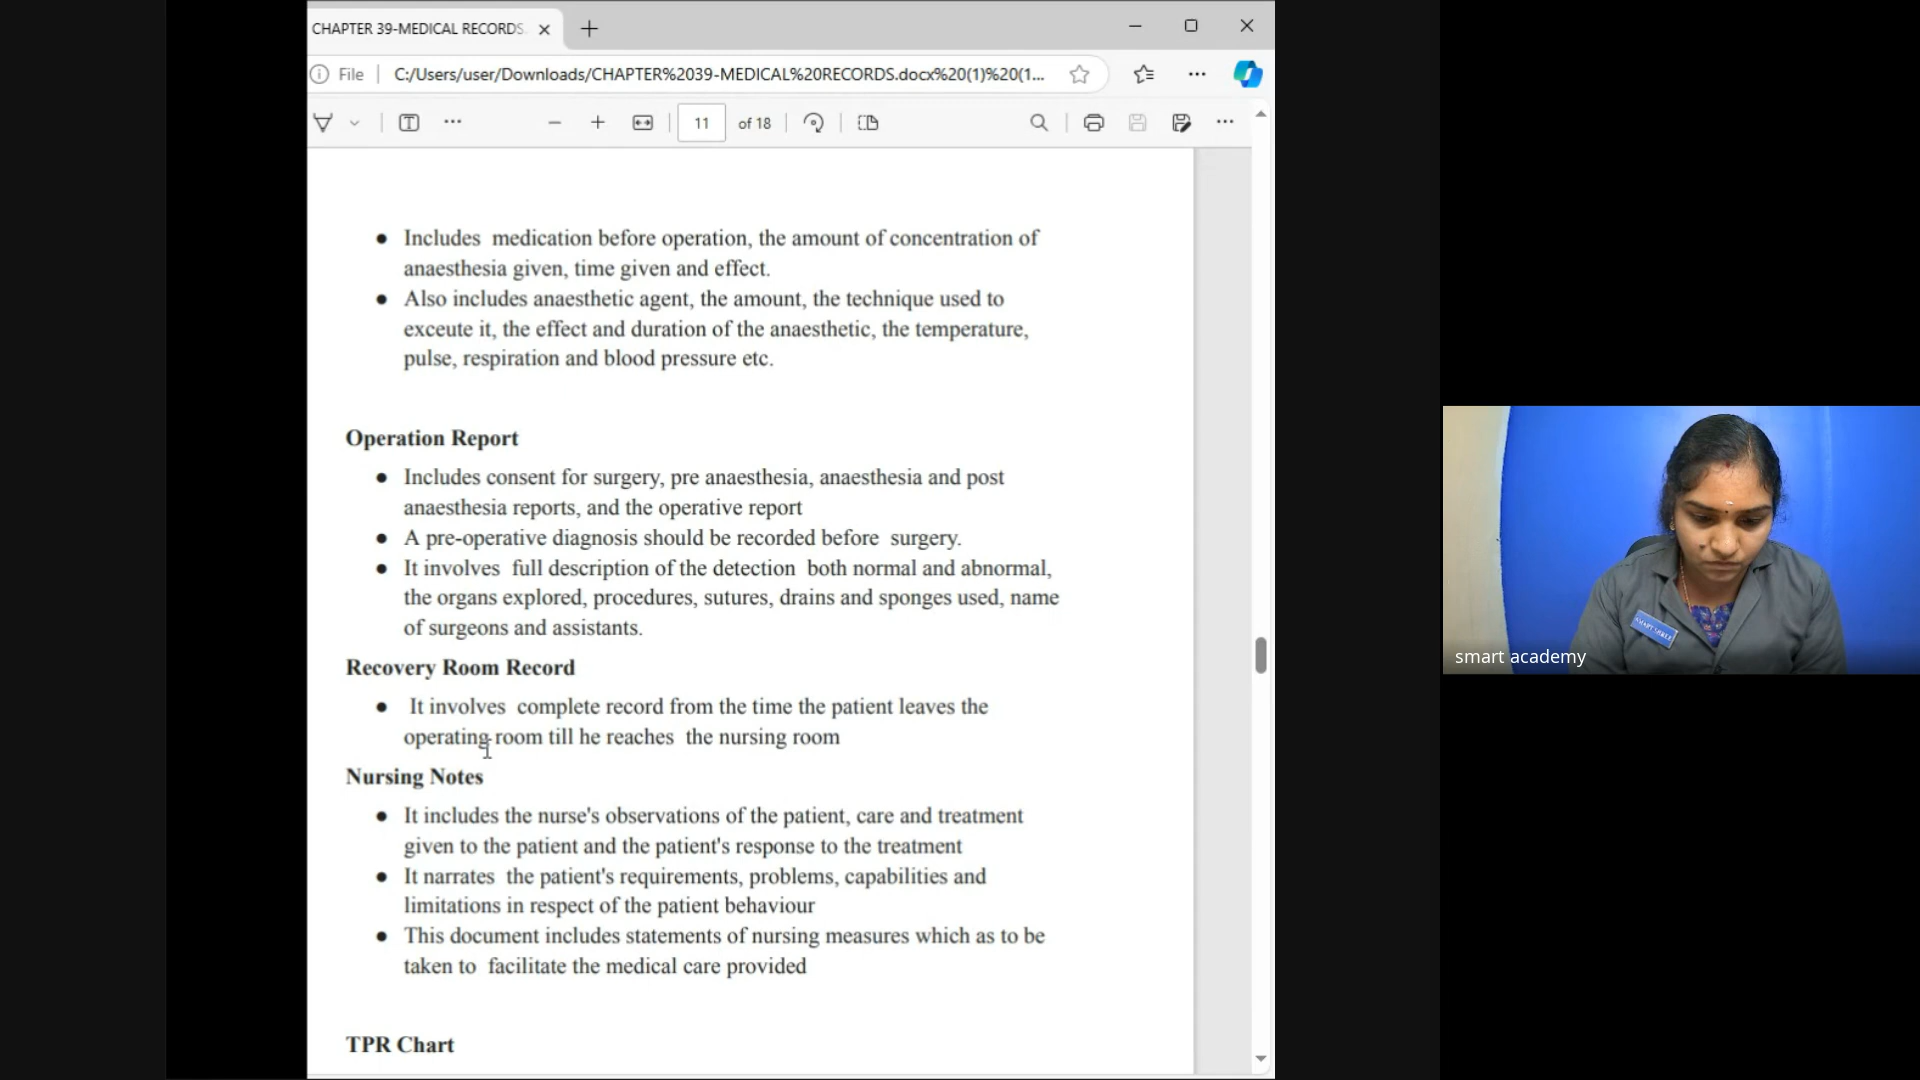 CHAPTER 39-MEDICAL RECORDS
File
C:/Users/user/Downloads/CHAPTER%2039-MEDICAL%20RECORDS.docx%20(1)%20(1...
11 of 18
● Includes medication before operation, the amount of concentration of
anaesthesia given, time given and effect.
● Also includes anaesthetic agent, the amount, the technique used to
exceute it, the effect and duration of the anaesthetic, the temperature,
pulse, respiration and blood pressure etc.
Operation Report
● Includes consent for surgery, pre anaesthesia, anaesthesia and post
anaesthesia reports, and the operative report
● A pre-operative diagnosis should be recorded before surgery.
● It involves full description of the detection both normal and abnormal,
the organs explored, procedures, sutures, drains and sponges used, name
of surgeons and assistants.
Recovery Room Record
● It involves complete record from the time the patient leaves the
operating room till he reaches the nursing room
Nursing Notes
● It includes the nurse's observations of the patient, care and treatment
given to the patient and the patient's response to the treatment
● It narrates the patient's requirements, problems, capabilities and
limitations in respect of the patient behaviour
● This document includes statements of nursing measures which as to be
taken to facilitate the medical care provided
TPR Chart
smart academy